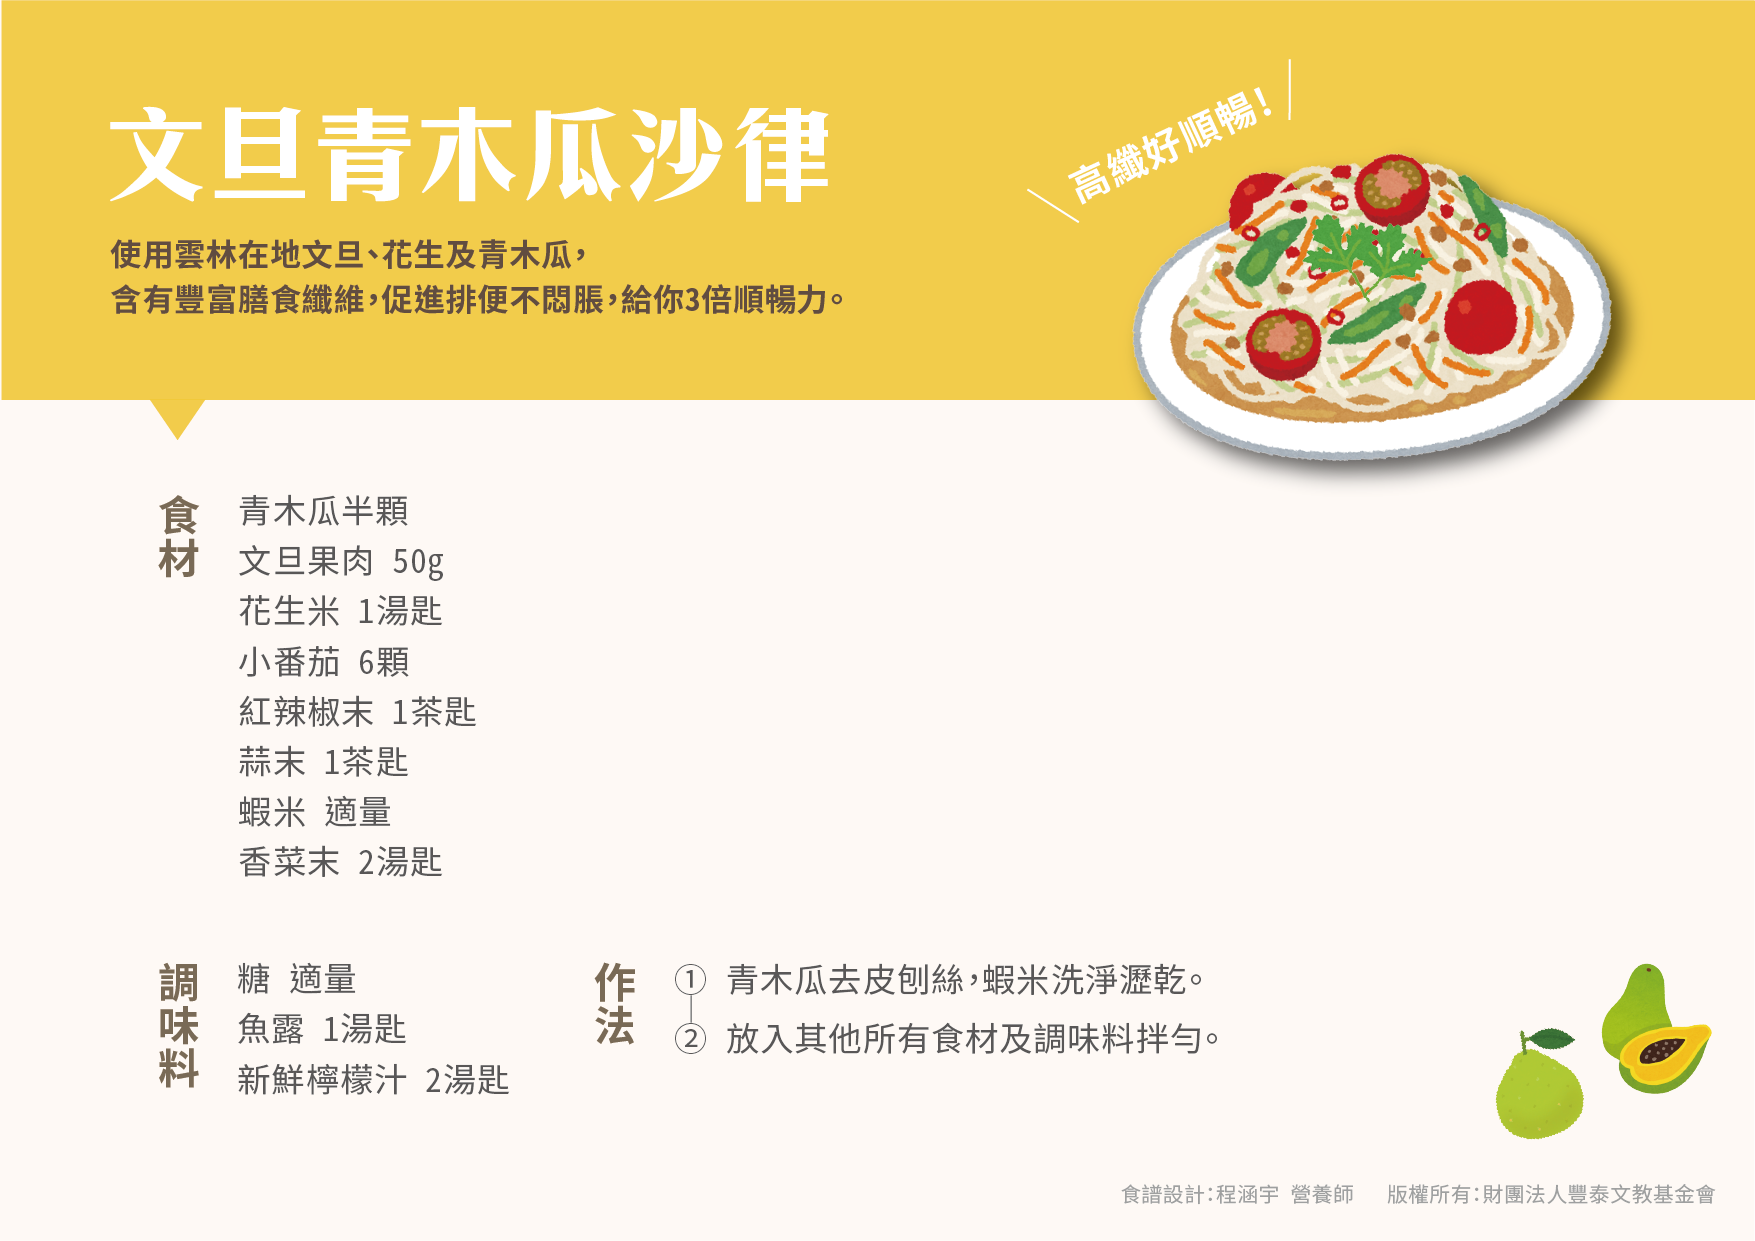 文旦青木瓜沙律
高纖好順暢！
使用雲林在地文旦、花生及青木瓜，
含有豐富膳食纖維，促進排便不悶脹，給你3倍順暢力。
食材
青木瓜半顆
文旦果肉 50g
花生米 1湯匙
小番茄 6顆
紅辣椒末 1茶匙
蒜末 1茶匙
蝦米 適量
香菜末 2湯匙
調味料
糖 適量
魚露 1湯匙
新鮮檸檬汁 2湯匙
作法
① 青木瓜去皮刨絲，蝦米洗淨瀝乾。
② 放入其他所有食材及調味料拌勻。
食譜設計：程涵宇 營養師 版權所有：財團法人豐泰文教基金會